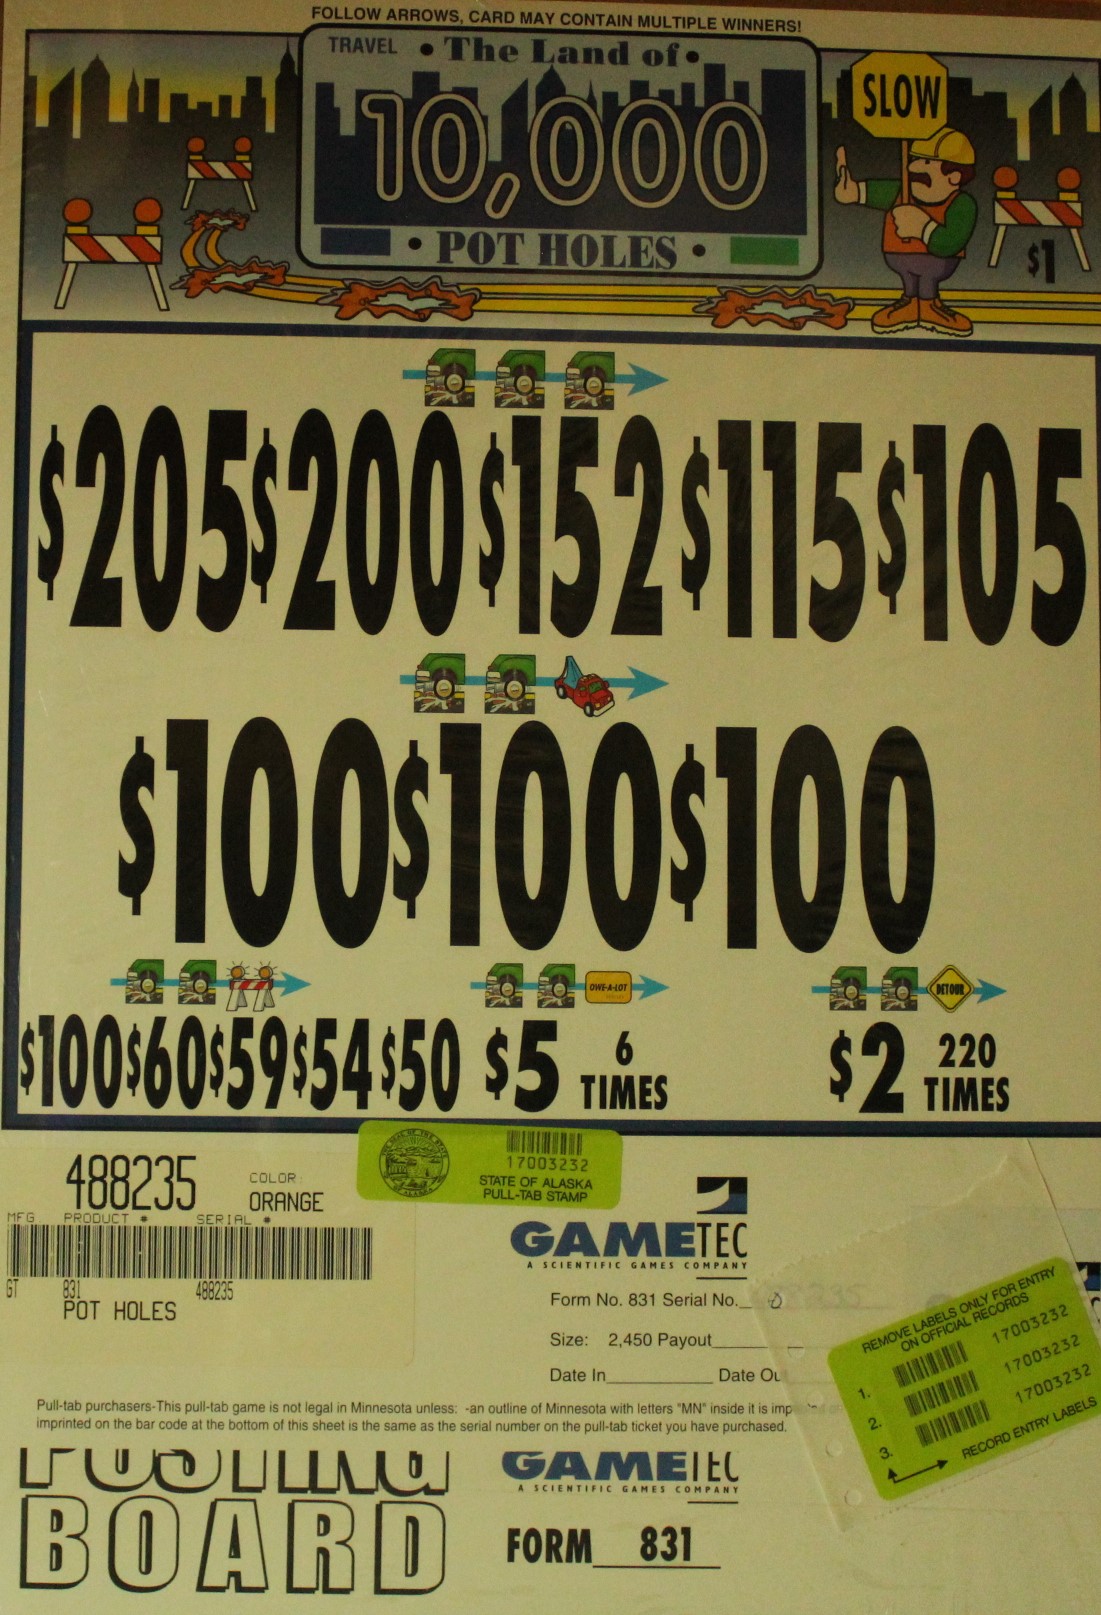 FOLLOW ARROWS, CARD MAY CONTAIN MULTIPLE WINNERS!
TRAVEL • The Land of •
10,000
• POT HOLES •
SLOW
$1
$205 $200 $152 $115 $105
$100 $100 $100
OWE-A-LOT
DETOUR
$100 $60 $59 $54 $50 $5 6 TIMES $2 220 TIMES
488235 COLOR: ORANGE
MFG PRODUCT # SERIAL #
GT 831 488235
POT HOLES
17003232
STATE OF ALASKA
PULL-TAB STAMP
GAMETEC
A SCIENTIFIC GAMES COMPANY
Form No. 831 Serial No.
Size: 2,450 Payout
Date In Date Ou
REMOVE LABELS ONLY FOR ENTRY
ON OFFICIAL RECORDS
1. 17003232
2. 17003232
3. 17003232
RECORD ENTRY LABELS
Pull-tab purchasers-This pull-tab game is not legal in Minnesota unless: -an outline of Minnesota with letters "MN" inside it is imp
imprinted on the bar code at the bottom of this sheet is the same as the serial number on the pull-tab ticket you have purchased.
POSTING
BOARD
GAMETEC
A SCIENTIFIC GAMES COMPANY
FORM 831